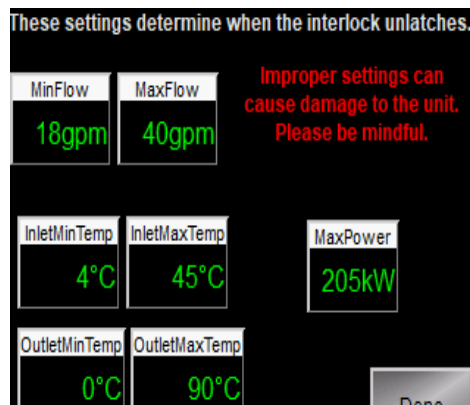 These settings determine when the interlock unlatches.
Improper settings can
cause damage to the unit.
Please be mindful.
MinFlow MaxFlow
18gpm 40gpm
InletMinTemp InletMaxTemp MaxPower
4°C 45°C 205kW
OutletMinTemp OutletMaxTemp
0°C 90°C
Done